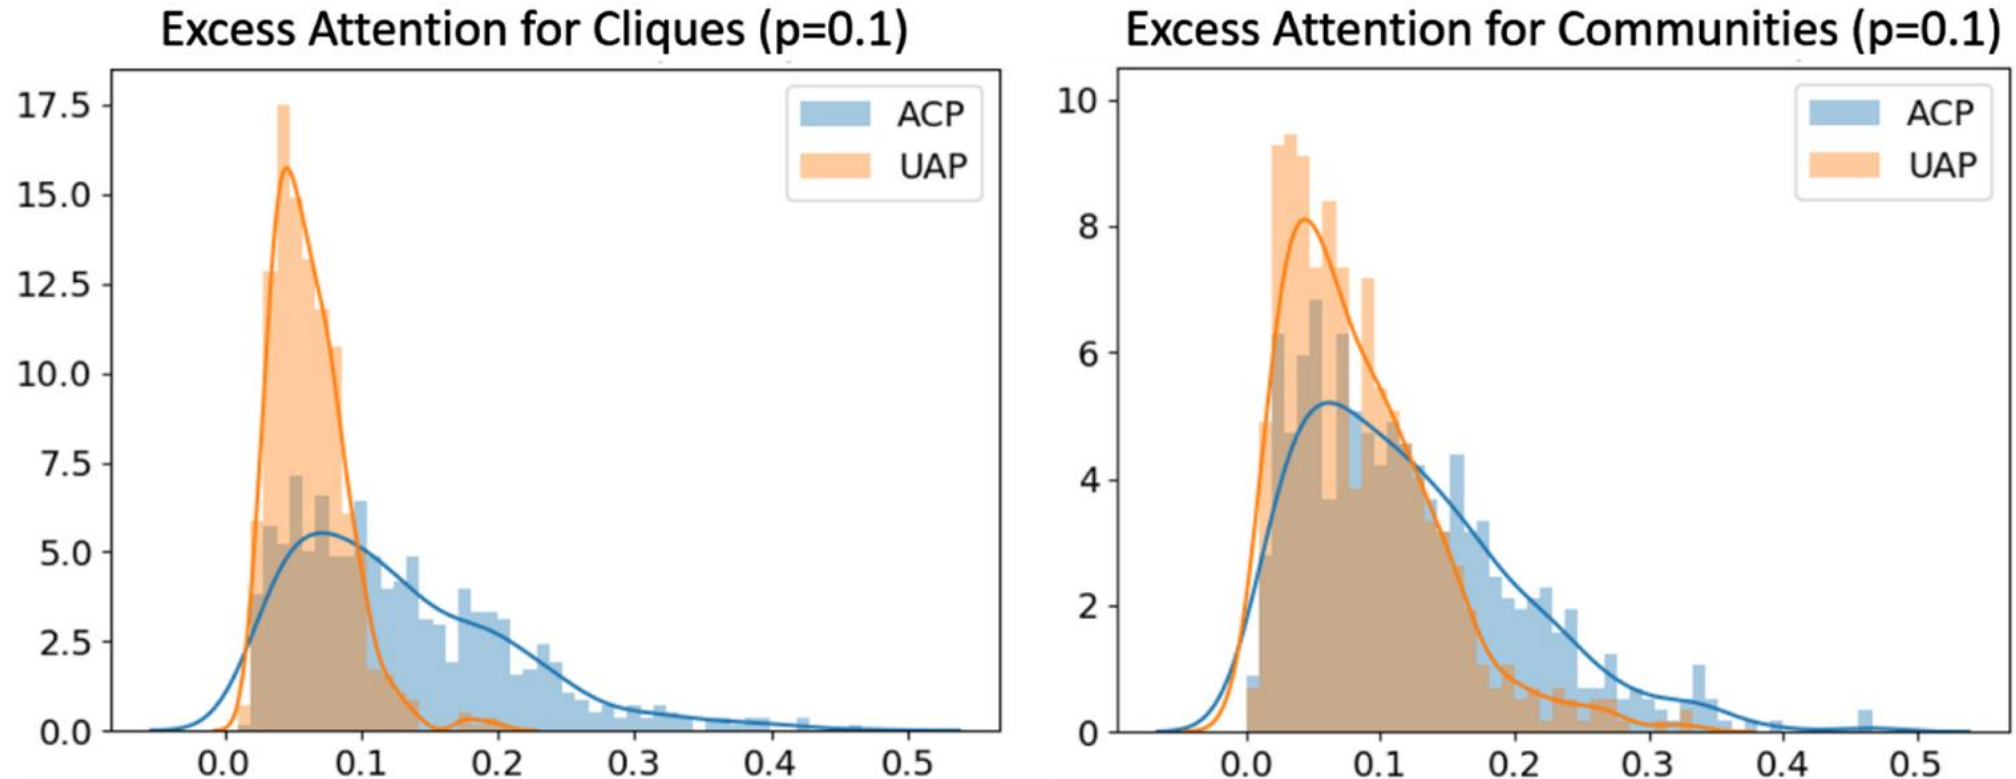 Excess Attention for Cliques (p=0.1)
17.5
15.0
12.5
10.0
7.5
5.0
2.5
0.0
ACP
UAP
0.0 0.1 0.2 0.3 0.4 0.5
Excess Attention for Communities (p=0.1)
10
8
6
4
2
0
ACP
UAP
0.0 0.1 0.2 0.3 0.4 0.5